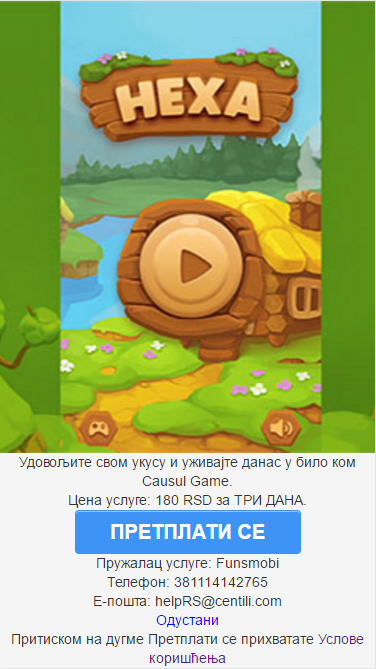 HEXA
Удовољите свом укусу и уживајте данас у било ком
Causul Game.
Цена услуге: 180 RSD за ТРИ ДАНА.
ПРЕТПЛАТИ СЕ
Пружалац услуге: Funsmobi
Телефон: 381114142765
Е-пошта: helpRS@centili.com
Одустани
Притиском на дугме Претплати се прихватате Услове
коришћења